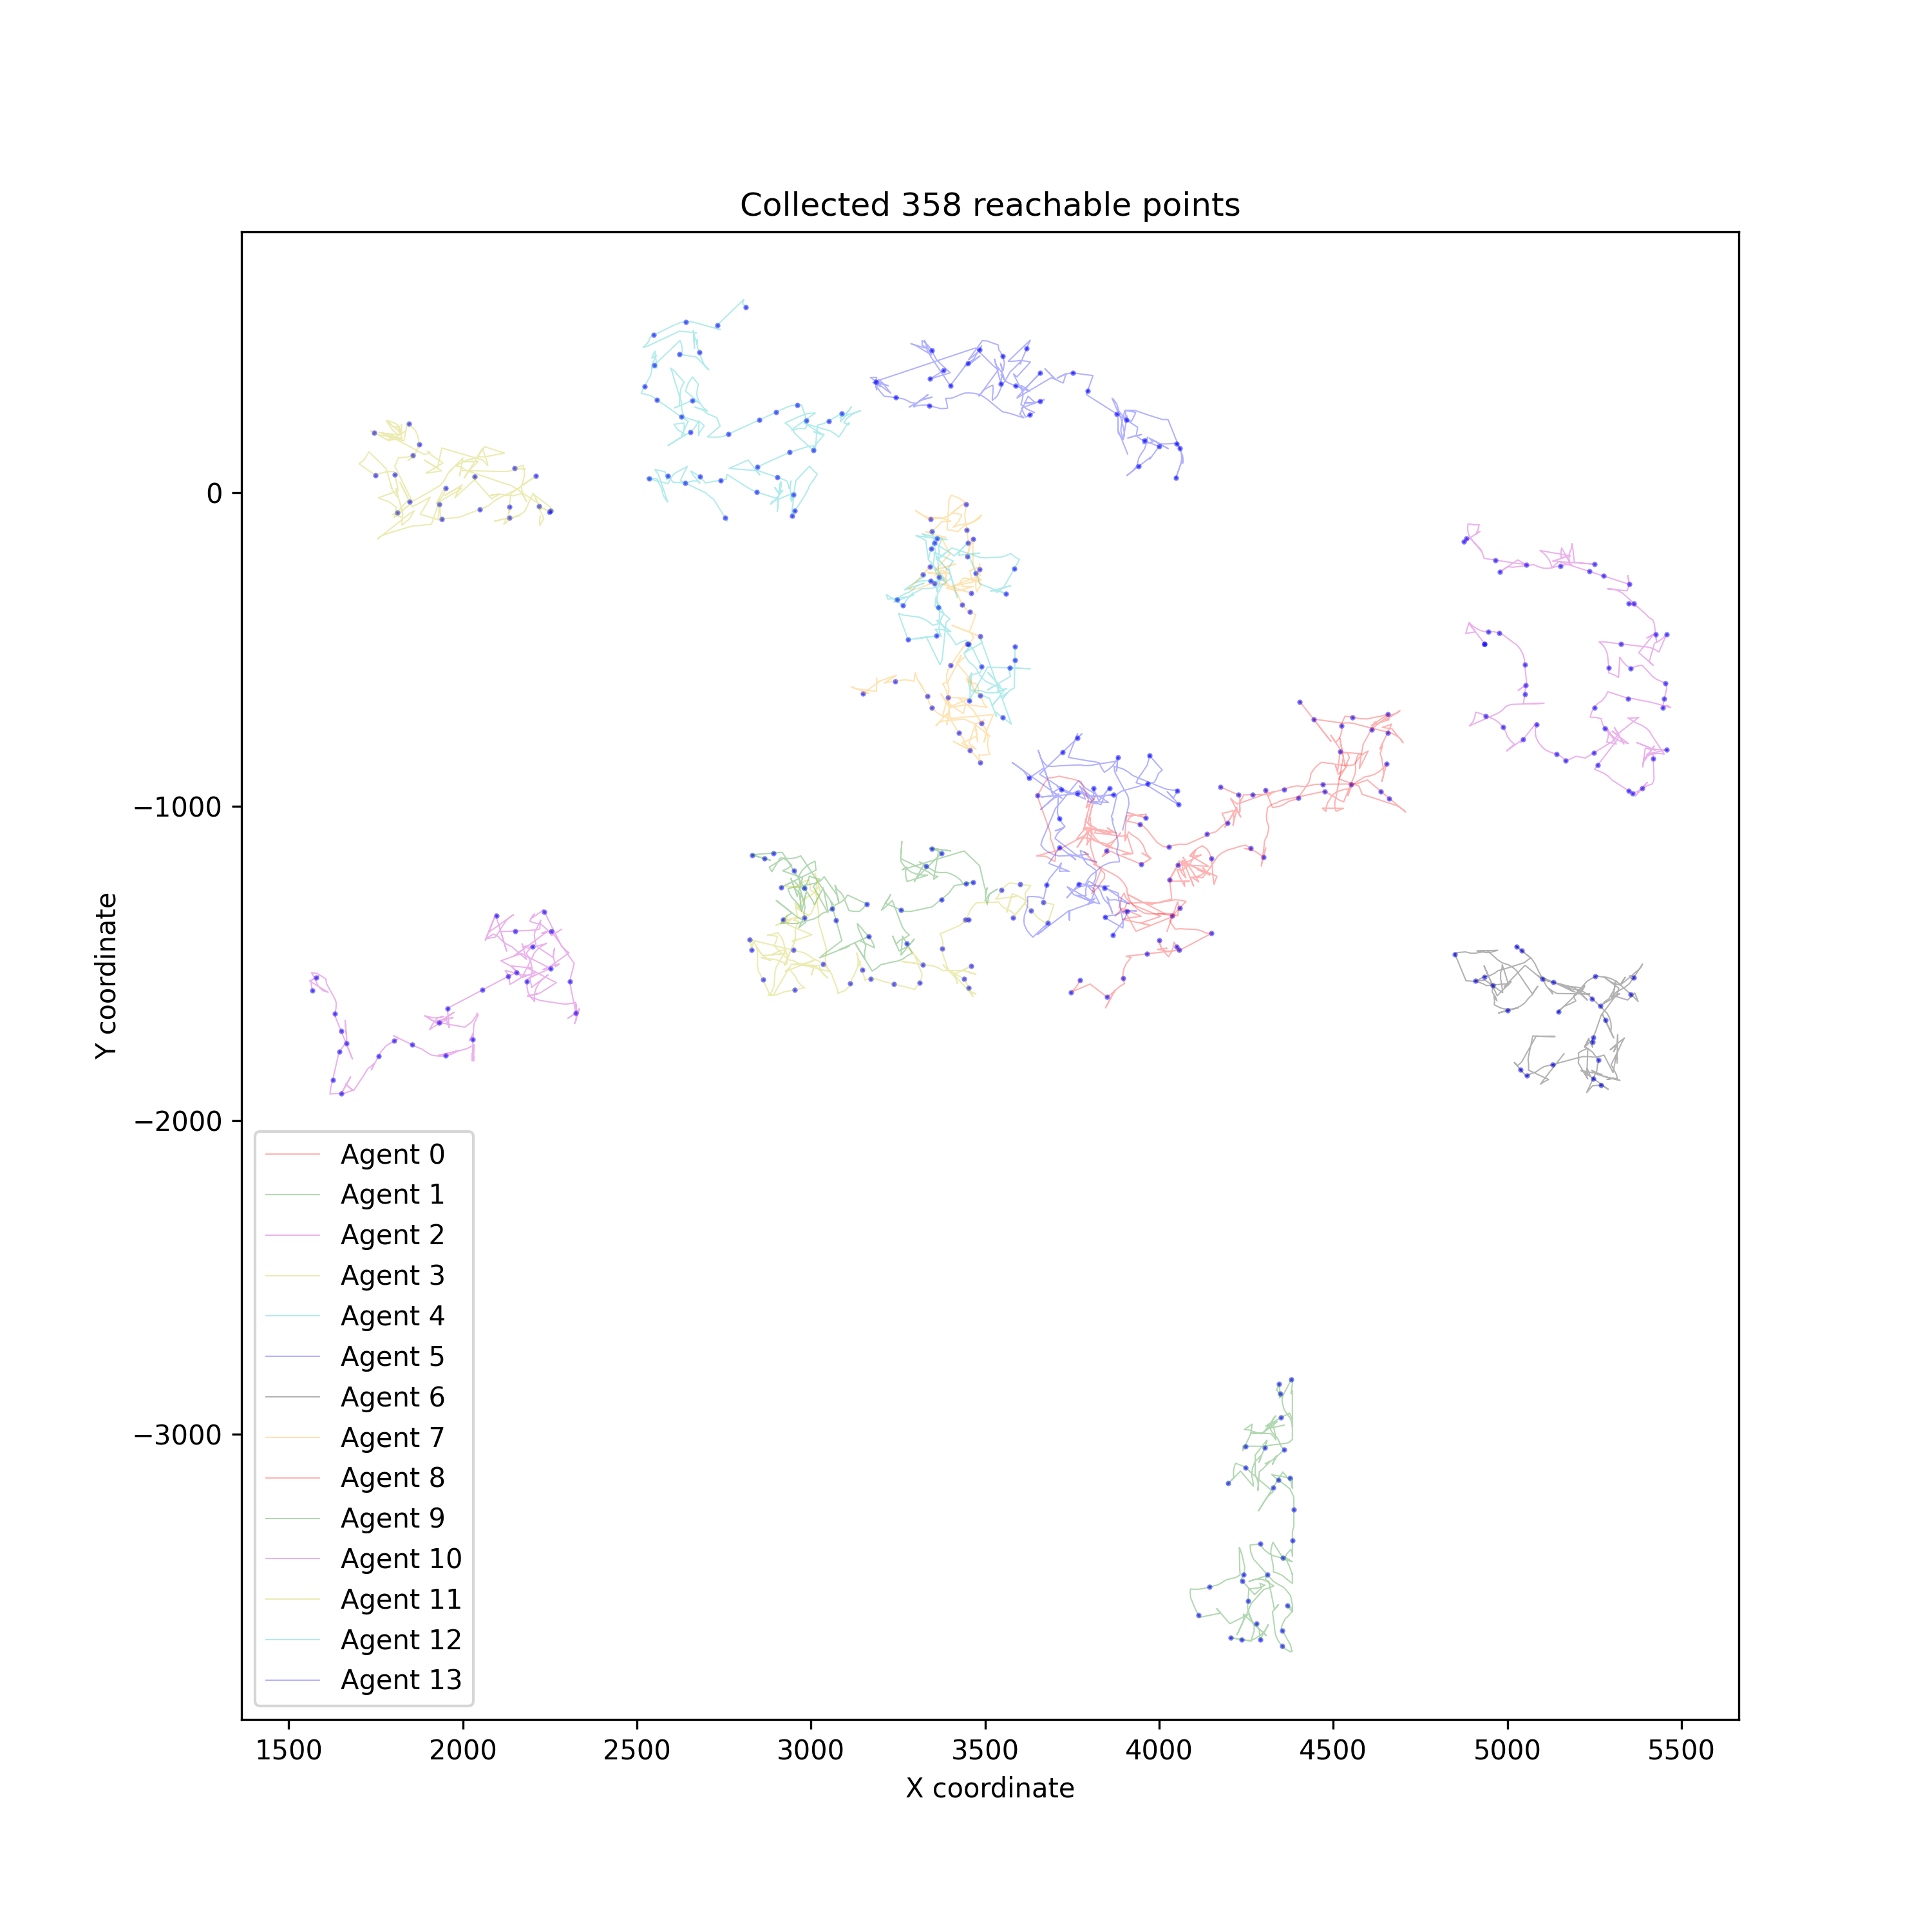 Collected 358 reachable points
0
−1000
−2000
−3000
Y coordinate
Agent 0
Agent 1
Agent 2
Agent 3
Agent 4
Agent 5
Agent 6
Agent 7
Agent 8
Agent 9
Agent 10
Agent 11
Agent 12
Agent 13
1500 2000 2500 3000 3500 4000 4500 5000 5500
X coordinate